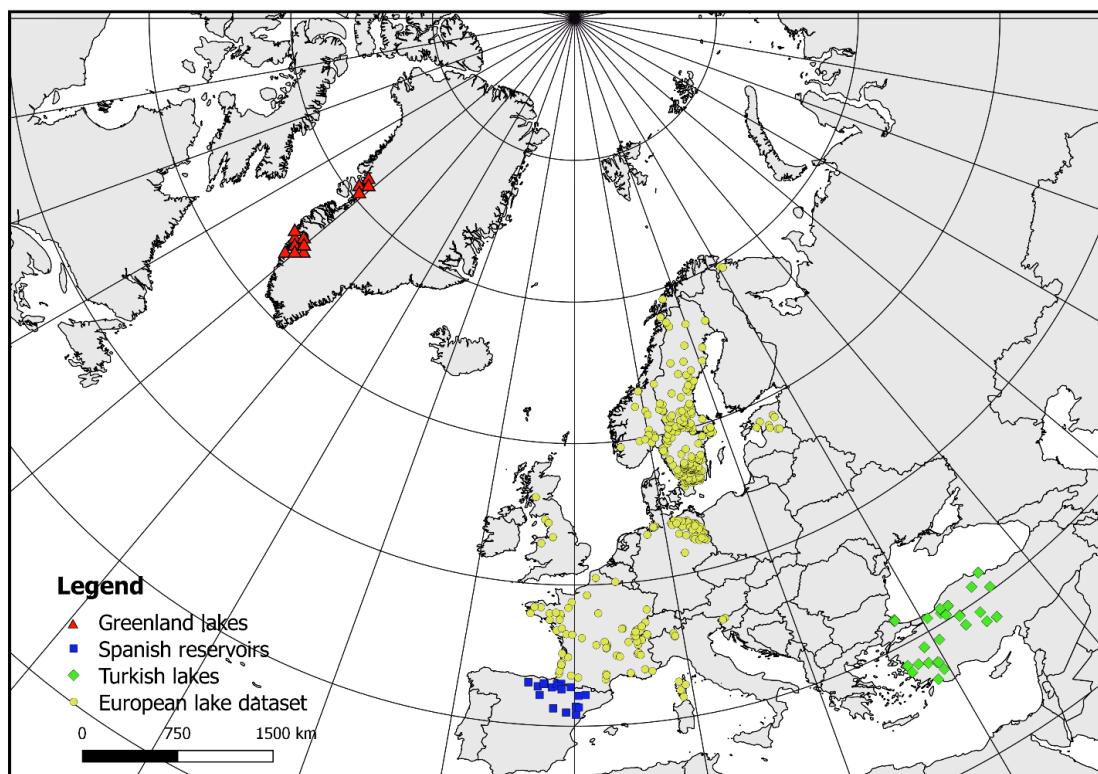 Legend
Greenland lakes
Spanish reservoirs
Turkish lakes
European lake dataset
0 750 1500 km